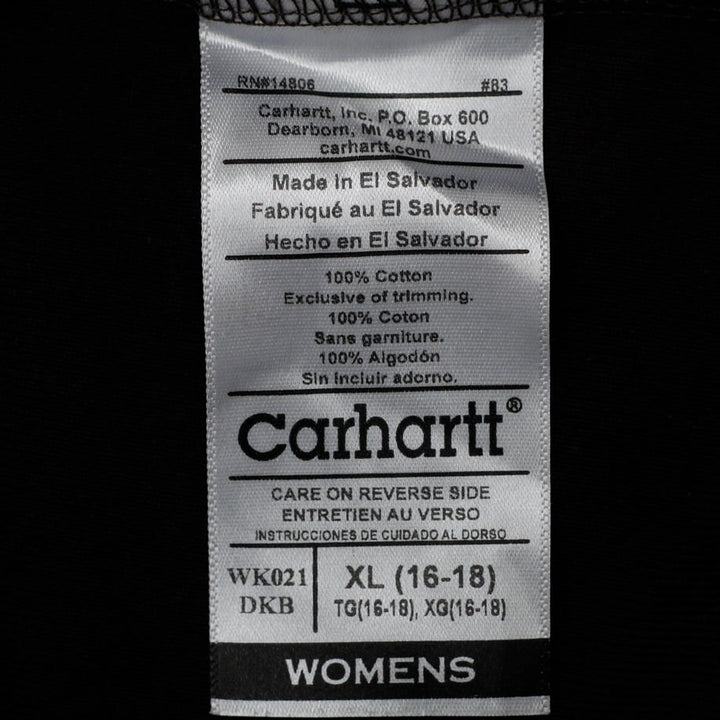 RN#14806 #83
Carhartt, Inc. P.O. Box 600
Dearborn, MI 48121 USA
carhartt.com
Made in El Salvador
Fabriqué au El Salvador
Hecho en El Salvador
100% Cotton
Exclusive of trimming.
100% Coton
Sans garniture.
100% Algodón
Sin incluir adorno.
Carhartt®
CARE ON REVERSE SIDE
ENTRETIEN AU VERSO
INSTRUCCIONES DE CUIDADO AL DORSO
WK021 XL (16-18)
DKB TG(16-18), XG(16-18)
WOMENS